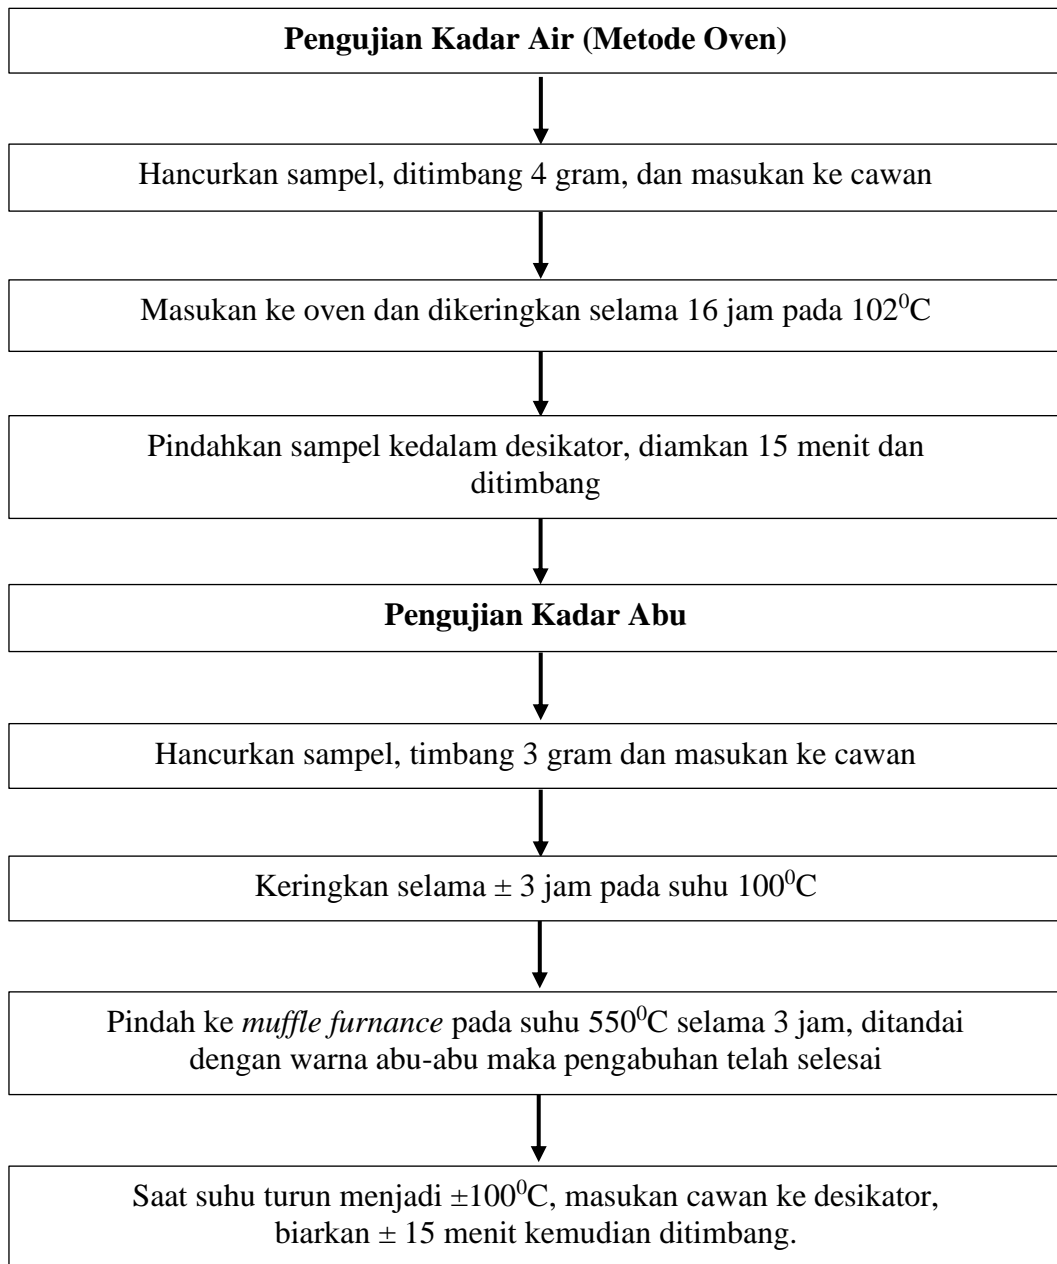 Pengujian Kadar Air (Metode Oven)
Hancurkan sampel, ditimbang 4 gram, dan masukan ke cawan
Masukan ke oven dan dikeringkan selama 16 jam pada 102⁰C
Pindahkan sampel kedalam desikator, diamkan 15 menit dan
ditimbang
Pengujian Kadar Abu
Hancurkan sampel, timbang 3 gram dan masukan ke cawan
Keringkan selama ± 3 jam pada suhu 100⁰C
Pindah ke muffle furnance pada suhu 550⁰C selama 3 jam, ditandai
dengan warna abu-abu maka pengabuhan telah selesai
Saat suhu turun menjadi ±100⁰C, masukan cawan ke desikator,
biarkan ± 15 menit kemudian ditimbang.